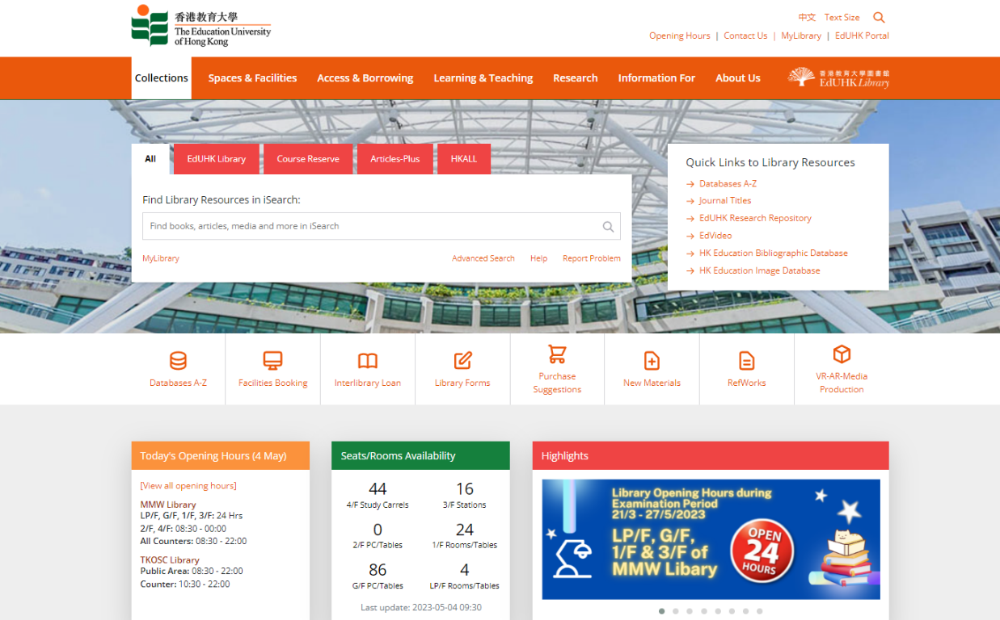 香港教育大學
The Education University
of Hong Kong
中文 Text Size
Opening Hours | Contact Us | MyLibrary | EdUHK Portal
Collections Spaces & Facilities Access & Borrowing Learning & Teaching Research Information For About Us
香港教育大學圖書館
EdUHK Library
All EdUHK Library Course Reserve Articles-Plus HKALL
Find Library Resources in iSearch:
Find books, articles, media and more in iSearch
MyLibrary Advanced Search Help Report Problem
Quick Links to Library Resources
→ Databases A-Z
→ Journal Titles
→ EdUHK Research Repository
→ EdVideo
→ HK Education Bibliographic Database
→ HK Education Image Database
Databases A-Z
Facilities Booking
Interlibrary Loan
Library Forms
Purchase
Suggestions
New Materials
RefWorks
VR-AR-Media
Production
Today's Opening Hours (4 May)
[View all opening hours]
MMW Library
LP/F, G/F, 1/F, 3/F: 24 Hrs
2/F, 4/F: 08:30 - 00:00
All Counters: 08:30 - 22:00
TKOSC Library
Public Area: 08:30 - 22:00
Counter: 10:30 - 22:00
Seats/Rooms Availability
44 16
4/F Study Carrels 3/F Stations
0 24
2/F PC/Tables 1/F Rooms/Tables
86 4
G/F PC/Tables LP/F Rooms/Tables
Last update: 2023-05-04 09:30
Highlights
Library Opening Hours during
Examination Period
21/3 - 27/5/2023
LP/F, G/F,
1/F & 3/F of
MMW Libary
OPEN
24
HOURS